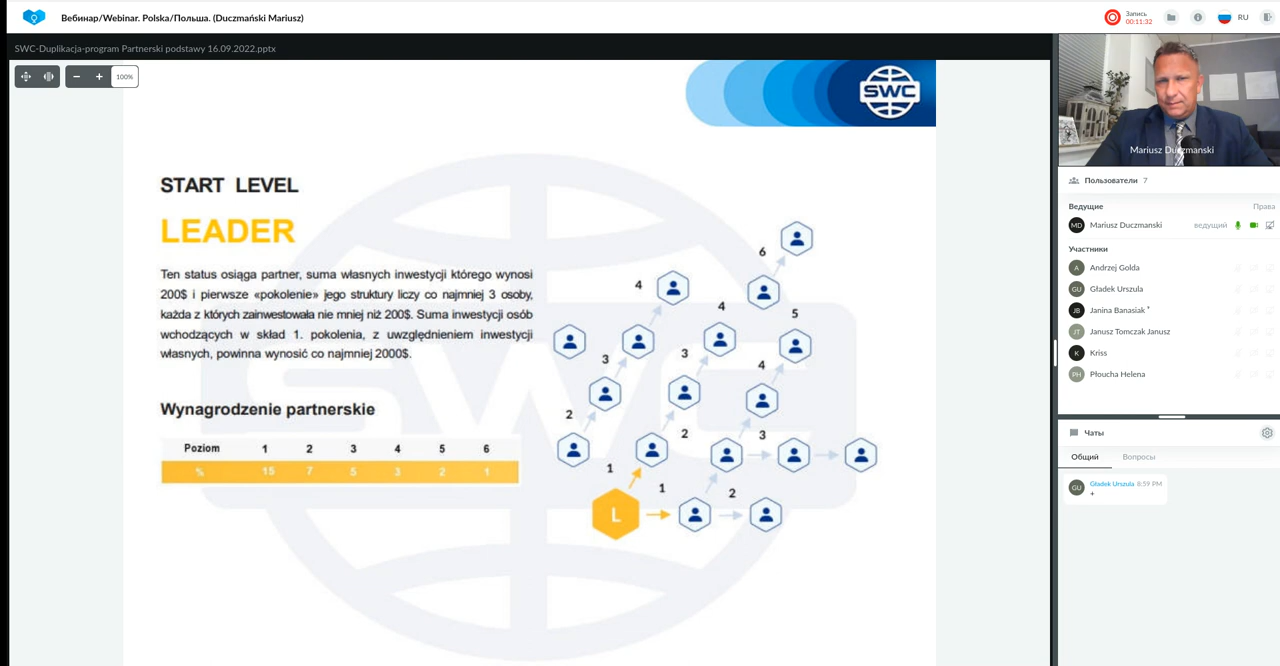 Вебинар/Webinar. Polska/Польша. (Duczmański Mariusz)
Запись
00:11:32
RU
SWC-Duplikacja-program Partnerski podstawy 16.09.2022.pptx
100%
SWC
START LEVEL
LEADER
Ten status osiąga partner, suma własnych inwestycji którego wynosi
200$ i pierwsze «pokolenie» jego struktury liczy co najmniej 3 osoby,
każda z których zainwestowała nie mniej niż 200$. Suma inwestycji osób
wchodzących w skład 1. pokolenia, z uwzględnieniem inwestycji
własnych, powinna wynosić co najmniej 2000$.
Wynagrodzenie partnerskie
Poziom 1 2 3 4 5 6
% 15 7 5 3 2 1
6
4
4
5
3
3
4
2
2
3
1
1
2
L
Mariusz Duczmanski
Пользователи 7
Ведущие Права
MD Mariusz Duczmanski ведущий
Участники
A Andrzej Golda
GU Gładek Urszula
JB Janina Banasiak *
JT Janusz Tomczak Janusz
K Kriss
PH Płoucha Helena
Чаты
Общий Вопросы
GU Gładek Urszula 8:59 PM
+